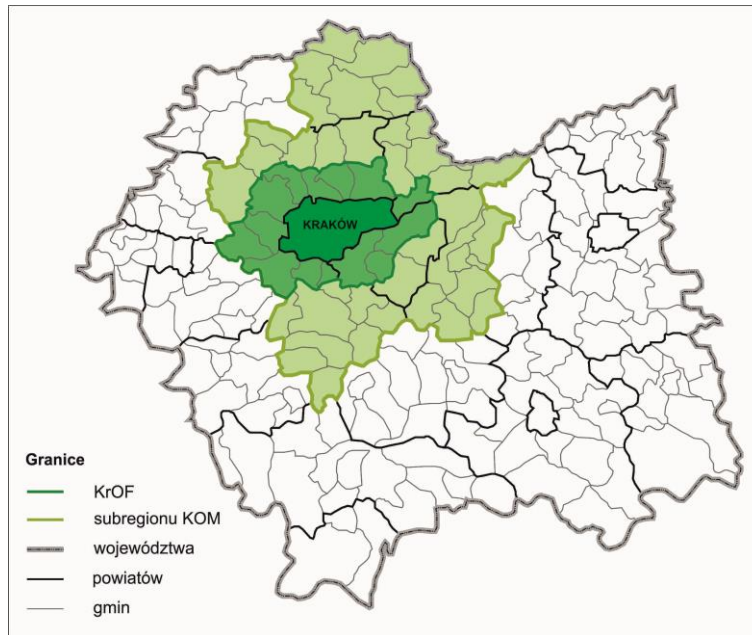 KRAKÓW
Granice
KrOF
subregionu KOM
województwa
powiatów
gmin